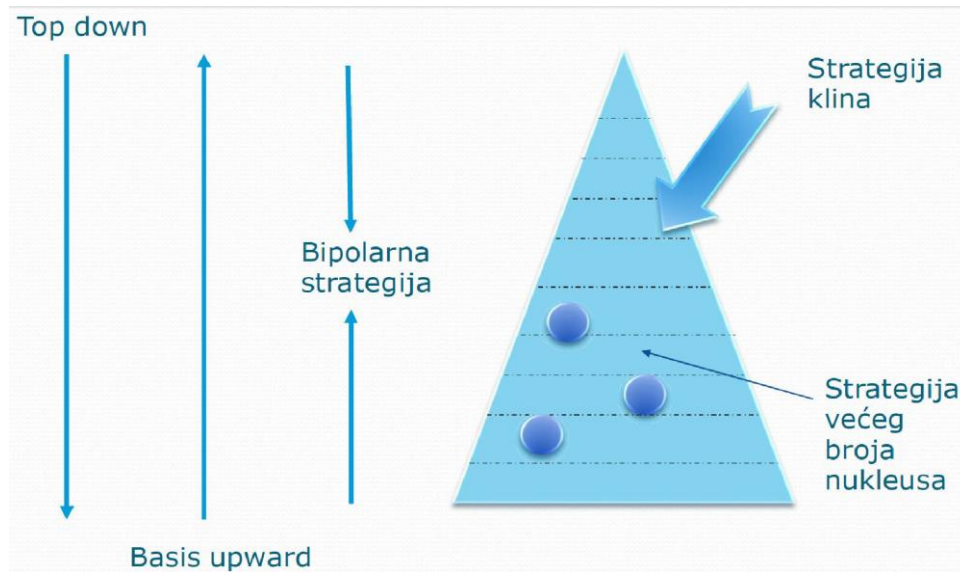 Top down
Strategija
klina
Bipolarna
strategija
Strategija
većeg
broja
nukleusa
Basis upward